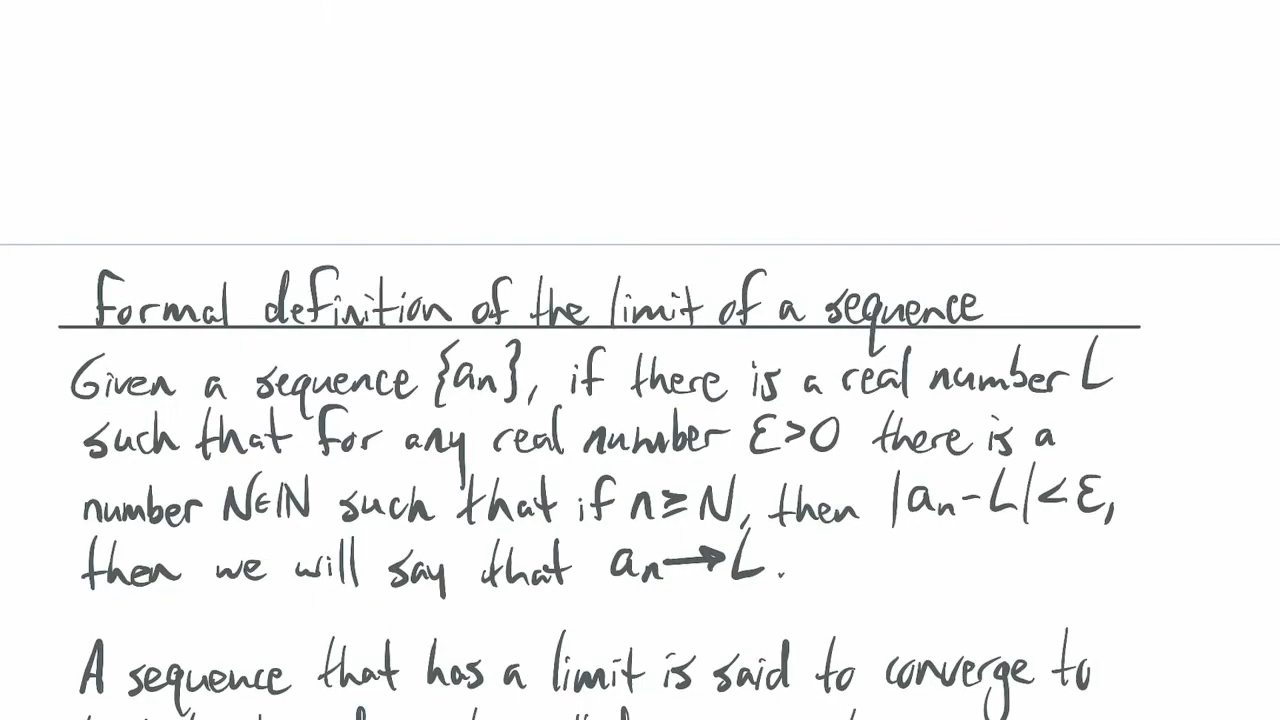 Formal definition of the limit of a sequence
Given a sequence {an}, if there is a real number L
such that for any real number ε>0 there is a
number N∈ℕ such that if n≥N, then |an-L|<ε,
then we will say that an→L.
A sequence that has a limit is said to converge to